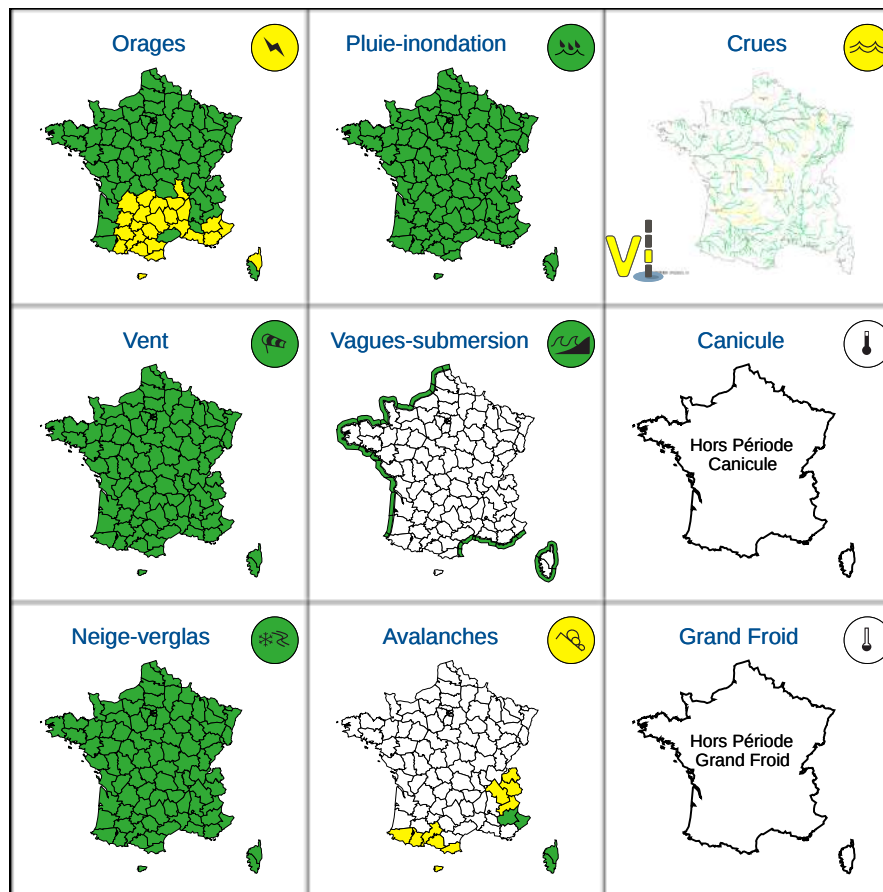 Orages
Pluie-inondation
Crues
Vent
Vagues-submersion
Canicule
Hors Période
Canicule
Neige-verglas
Avalanches
Grand Froid
Hors Période
Grand Froid